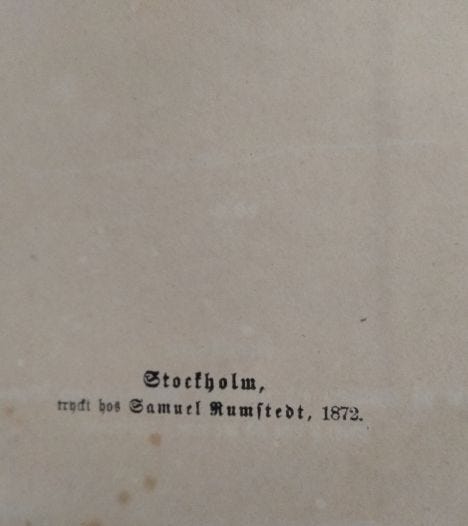 Stockholm,
tryckt hos Samuel Rumstedt, 1872.